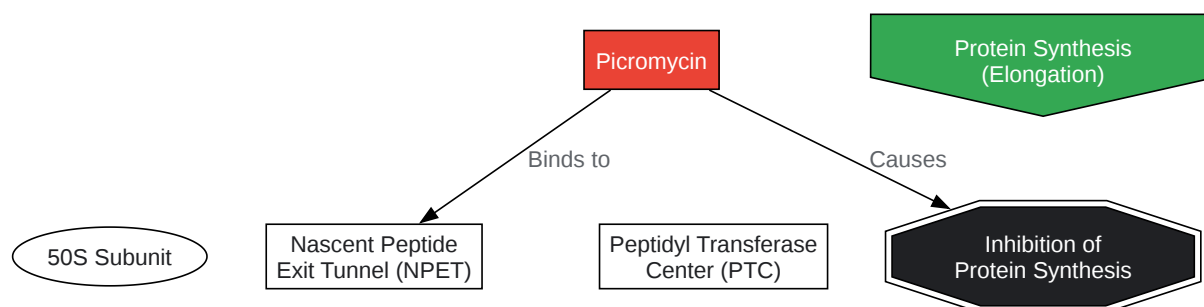 Picromycin
Protein Synthesis
(Elongation)
Binds to
Causes
50S Subunit
Nascent Peptide
Exit Tunnel (NPET)
Peptidyl Transferase
Center (PTC)
Inhibition of
Protein Synthesis